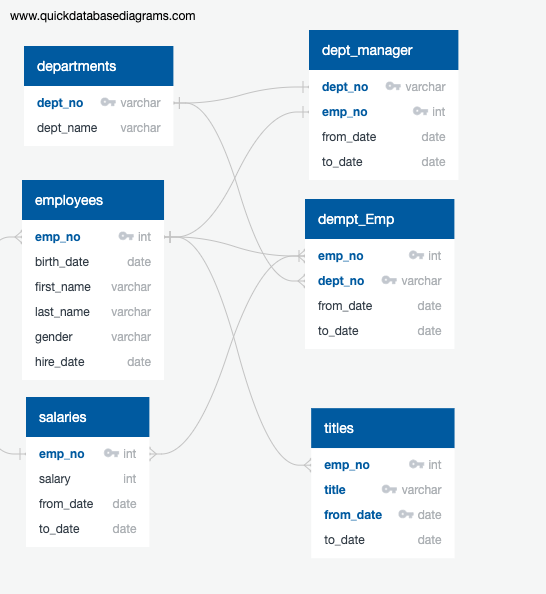 www.quickdatabasediagrams.com
departments
dept_no varchar
dept_name varchar
dept_manager
dept_no varchar
emp_no int
from_date date
to_date date
employees
emp_no int
birth_date date
first_name varchar
last_name varchar
gender varchar
hire_date date
dempt_Emp
emp_no int
dept_no varchar
from_date date
to_date date
salaries
emp_no int
salary int
from_date date
to_date date
titles
emp_no int
title varchar
from_date date
to_date date